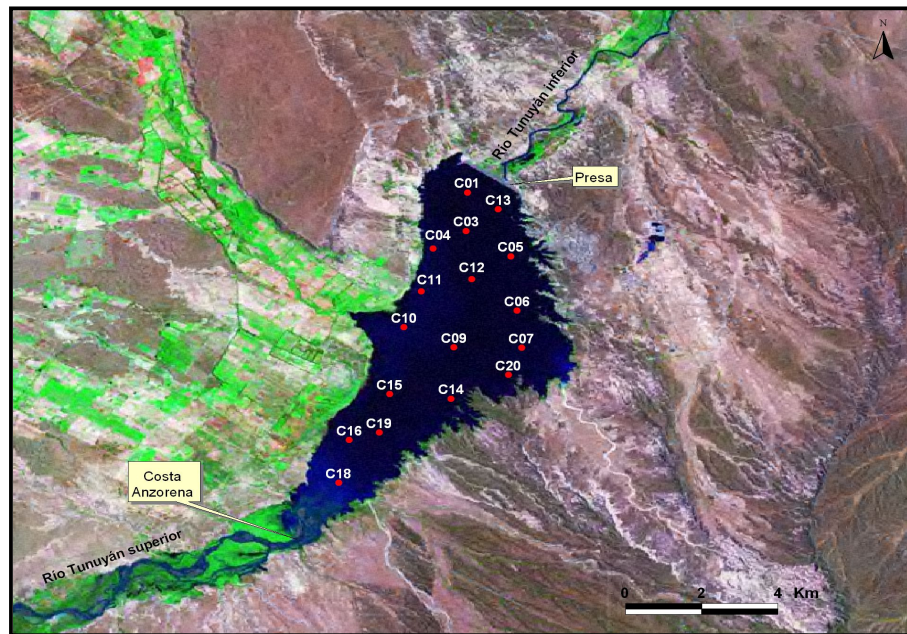 N
Río Tunuyán inferior
Presa
C01
C13
C03
C04
C05
C12
C11
C06
C10
C09
C07
C20
C15
C14
C19
C16
C18
Costa
Anzorena
Río Tunuyán superior
0 2 4 Km